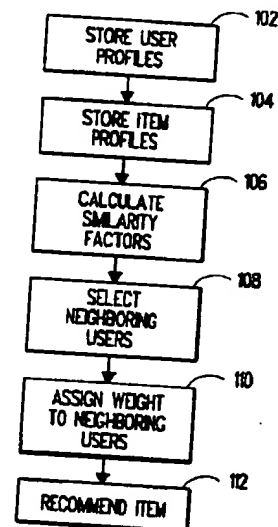 102
STORE USER
PROFILES
104
STORE ITEM
PROFILES
106
CALCULATE
SIMILARITY
FACTORS
108
SELECT
NEIGHBORING
USERS
110
ASSIGN WEIGHT
TO NEIGHBORING
USERS
112
RECOMMEND ITEM